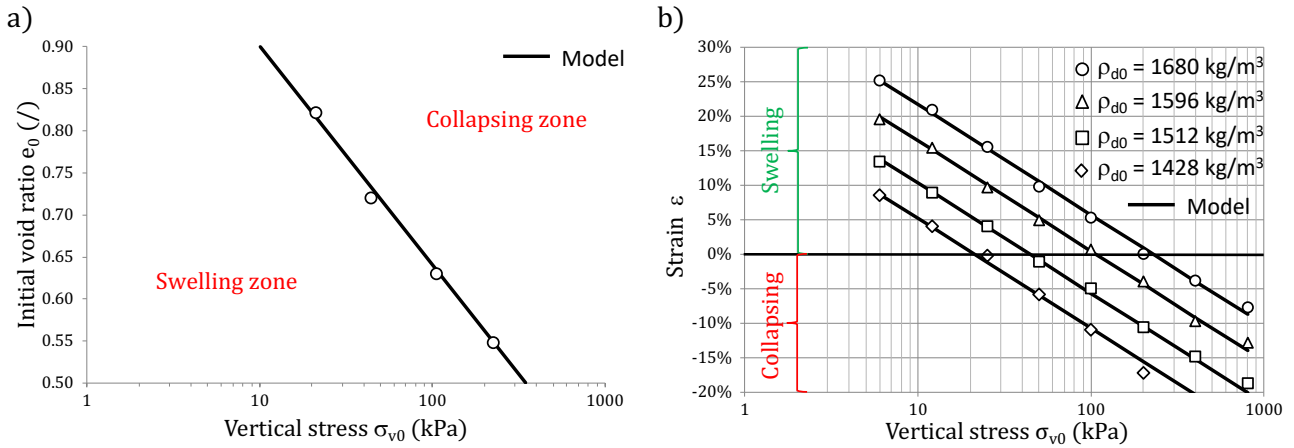 a)
Initial void ratio e₀ (/)
0.90
0.85
0.80
0.75
0.70
0.65
0.60
0.55
0.50
Model
Collapsing zone
Swelling zone
1
10
100
1000
Vertical stress σᵥ₀ (kPa)
b)
Strain ε
Swelling
Collapsing
30%
25%
20%
15%
10%
5%
0%
-5%
-10%
-15%
-20%
ρd0 = 1680 kg/m³
ρd0 = 1596 kg/m³
ρd0 = 1512 kg/m³
ρd0 = 1428 kg/m³
Model
1
10
100
1000
Vertical stress σᵥ₀ (kPa)